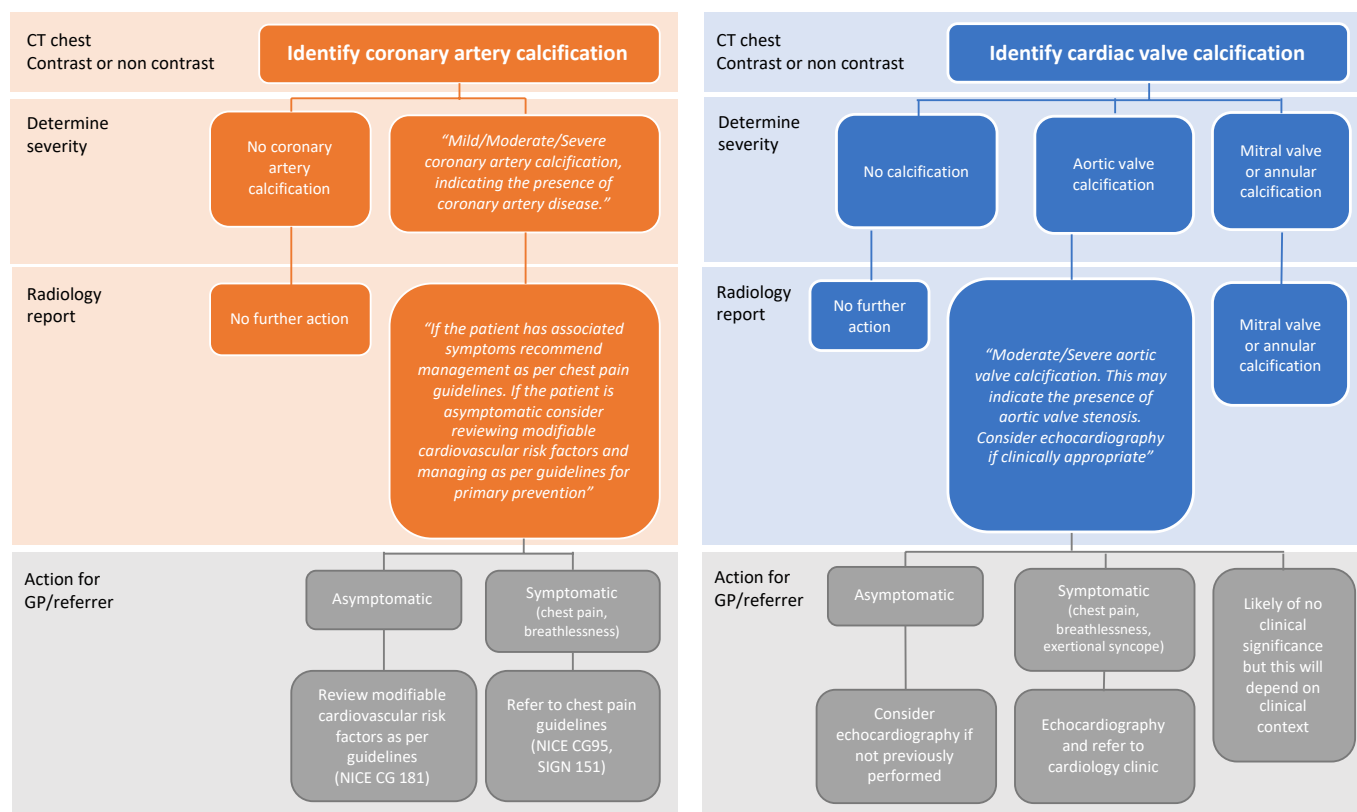 CT chest
Contrast or non contrast
Identify coronary artery calcification
Determine
severity
No coronary
artery
calcification
“Mild/Moderate/Severe
coronary artery calcification,
indicating the presence of
coronary artery disease.”
Radiology
report
No further action
“If the patient has associated
symptoms recommend
management as per chest pain
guidelines. If the patient is
asymptomatic consider
reviewing modifiable
cardiovascular risk factors and
managing as per guidelines for
primary prevention”
Action for
GP/referrer
Asymptomatic
Symptomatic
(chest pain,
breathlessness)
Review modifiable
cardiovascular risk
factors as per
guidelines
(NICE CG 181)
Refer to chest pain
guidelines
(NICE CG95,
SIGN 151)
CT chest
Contrast or non contrast
Identify cardiac valve calcification
Determine
severity
No calcification
Aortic valve
calcification
Mitral valve
or annular
calcification
Radiology
report
No further
action
“Moderate/Severe aortic
valve calcification. This may
indicate the presence of
aortic valve stenosis.
Consider echocardiography
if clinically appropriate”
Mitral valve
or annular
calcification
Action for
GP/referrer
Asymptomatic
Symptomatic
(chest pain,
breathlessness,
exertional syncope)
Likely of no
clinical
significance
but this will
depend on
clinical
context
Consider
echocardiography if
not previously
performed
Echocardiography
and refer to
cardiology clinic